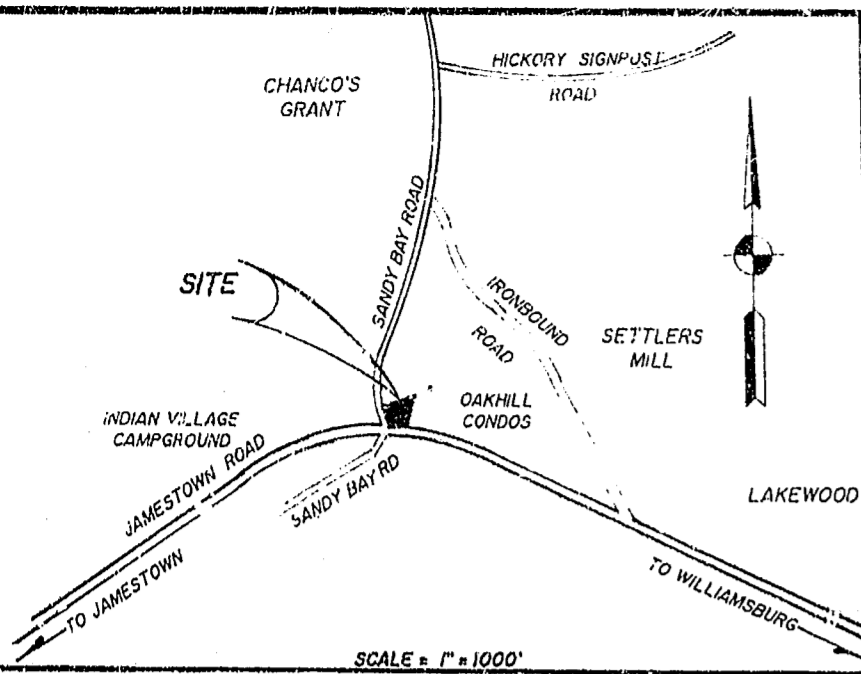 HICKORY SIGNPOST
ROAD
CHANCO'S
GRANT
SANDY BAY ROAD
SITE
IRONBOUND
ROAD
SETTLERS
MILL
OAKHILL
CONDOS
INDIAN VILLAGE
CAMPGROUND
JAMESTOWN ROAD
SANDY BAY RD
LAKEWOOD
TO JAMESTOWN
TO WILLIAMSBURG
SCALE = 1" = 1000'